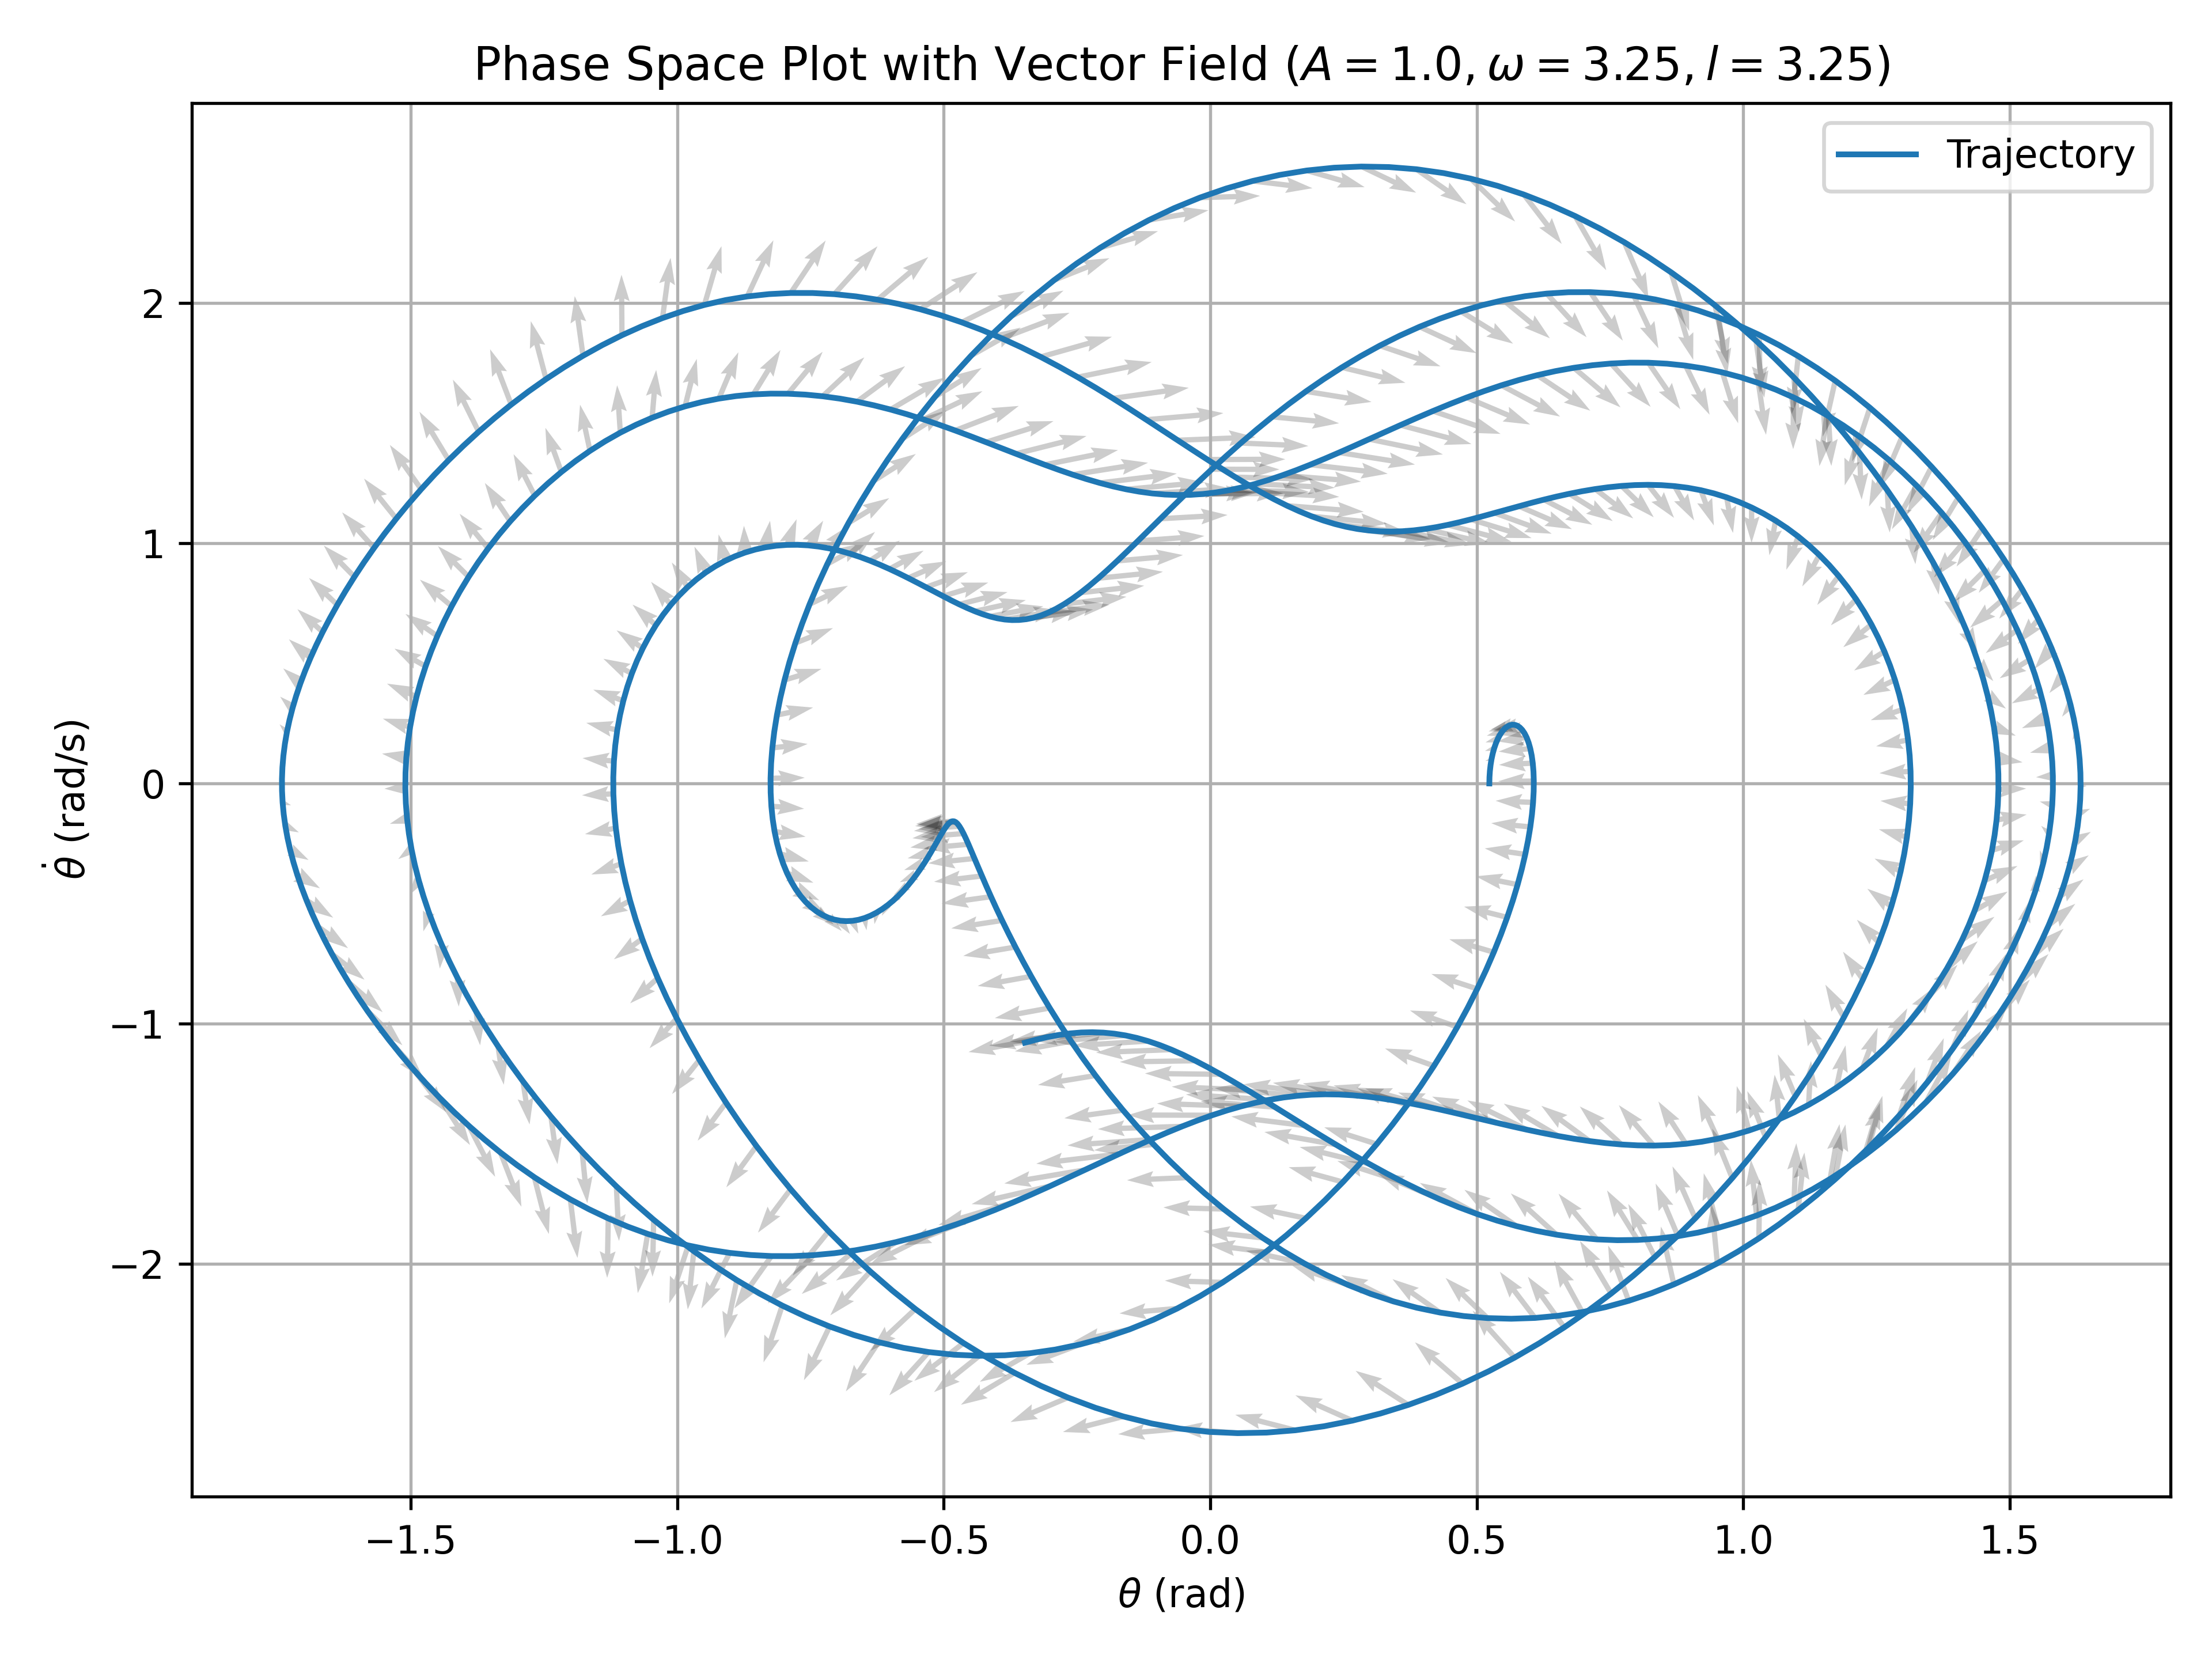 Phase Space Plot with Vector Field (A = 1.0, ω = 3.25, l = 3.25)
Trajectory
2
1
0
−1
−2
θ̇ (rad/s)
−1.5 −1.0 −0.5 0.0 0.5 1.0 1.5
θ (rad)